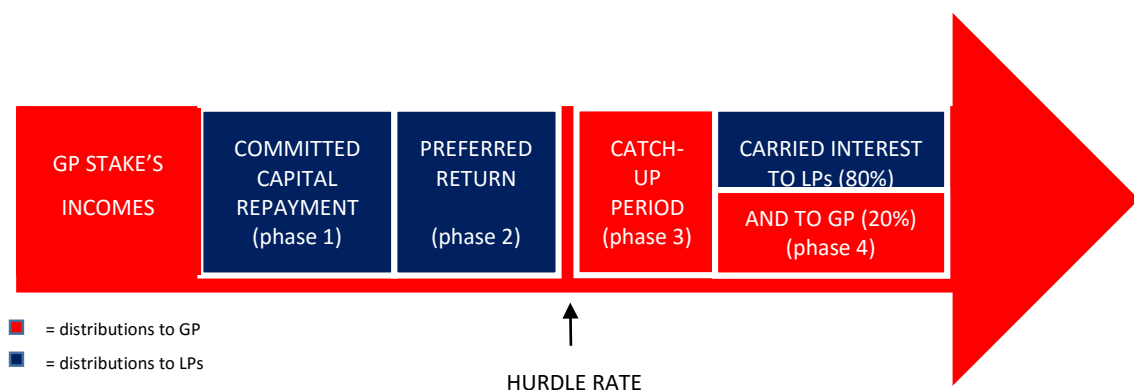 GP STAKE'S
INCOMES
COMMITTED
CAPITAL
REPAYMENT
(phase 1)
PREFERRED
RETURN
(phase 2)
CATCH-
UP
PERIOD
(phase 3)
CARRIED INTEREST
TO LPs (80%)
AND TO GP (20%)
(phase 4)
= distributions to GP
= distributions to LPs
HURDLE RATE